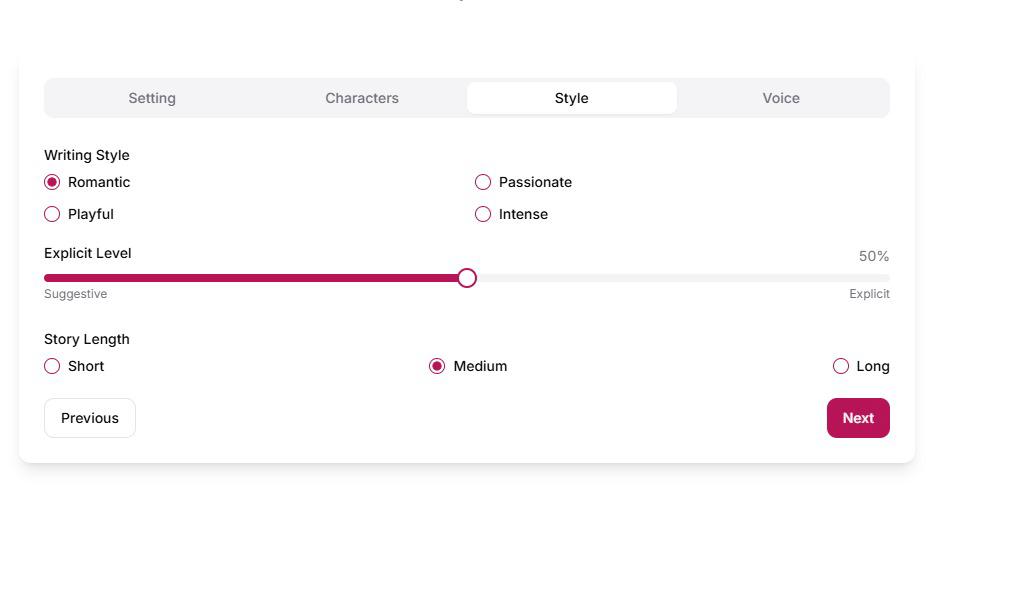 Setting Characters Style Voice
Writing Style
Romantic Passionate
Playful Intense
Explicit Level 50%
Suggestive Explicit
Story Length
Short Medium Long
Previous Next